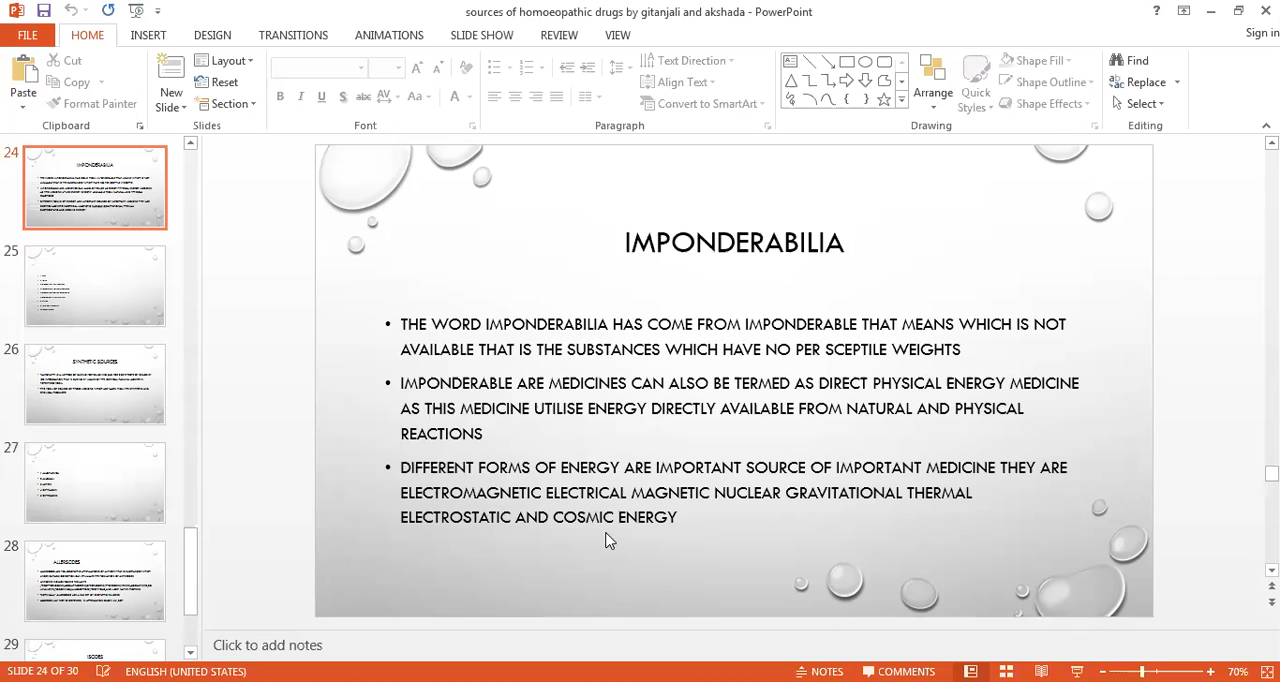 sources of homoeopathic drugs by gitanjali and akshada - PowerPoint
?
FILE HOME INSERT DESIGN TRANSITIONS ANIMATIONS SLIDE SHOW REVIEW VIEW Sign in
Paste
Cut
Copy
Format Painter
Clipboard
New
Slide
Layout
Reset
Section
Slides
B I U S abc AV Aa A
Font
Text Direction
Align Text
Convert to SmartArt
Paragraph
Arrange
Quick
Styles
Shape Fill
Shape Outline
Shape Effects
Drawing
Find
Replace
Select
Editing
24
IMPONDERABILIA
25
26
SYNTHETIC SOURCES
27
28
29
IMPONDERABILIA
• THE WORD IMPONDERABILIA HAS COME FROM IMPONDERABLE THAT MEANS WHICH IS NOT
AVAILABLE THAT IS THE SUBSTANCES WHICH HAVE NO PER SCEPTILE WEIGHTS
• IMPONDERABLE ARE MEDICINES CAN ALSO BE TERMED AS DIRECT PHYSICAL ENERGY MEDICINE
AS THIS MEDICINE UTILISE ENERGY DIRECTLY AVAILABLE FROM NATURAL AND PHYSICAL
REACTIONS
• DIFFERENT FORMS OF ENERGY ARE IMPORTANT SOURCE OF IMPORTANT MEDICINE THEY ARE
ELECTROMAGNETIC ELECTRICAL MAGNETIC NUCLEAR GRAVITATIONAL THERMAL
ELECTROSTATIC AND COSMIC ENERGY
Click to add notes
SLIDE 24 OF 30 ENGLISH (UNITED STATES) NOTES COMMENTS 70%